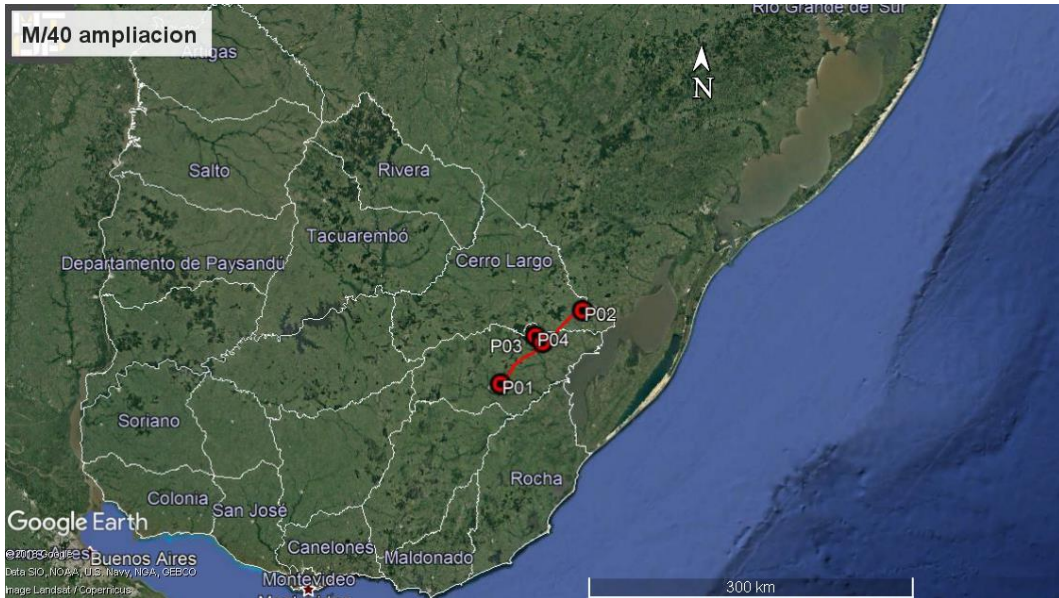 M/40 ampliacion
Rio Grande del Sur
Artigas
N
Salto
Rivera
Tacuarembó
Departamento de Paysandú
Cerro Largo
P02
P03
P04
P01
Soriano
Rocha
Colonia
San José
Google Earth
Canelones
Maldonado
Buenos Aires
Data SIO, NOAA, U.S. Navy, NGA, GEBCO
Image Landsat / Copernicus
Montevideo
300 km